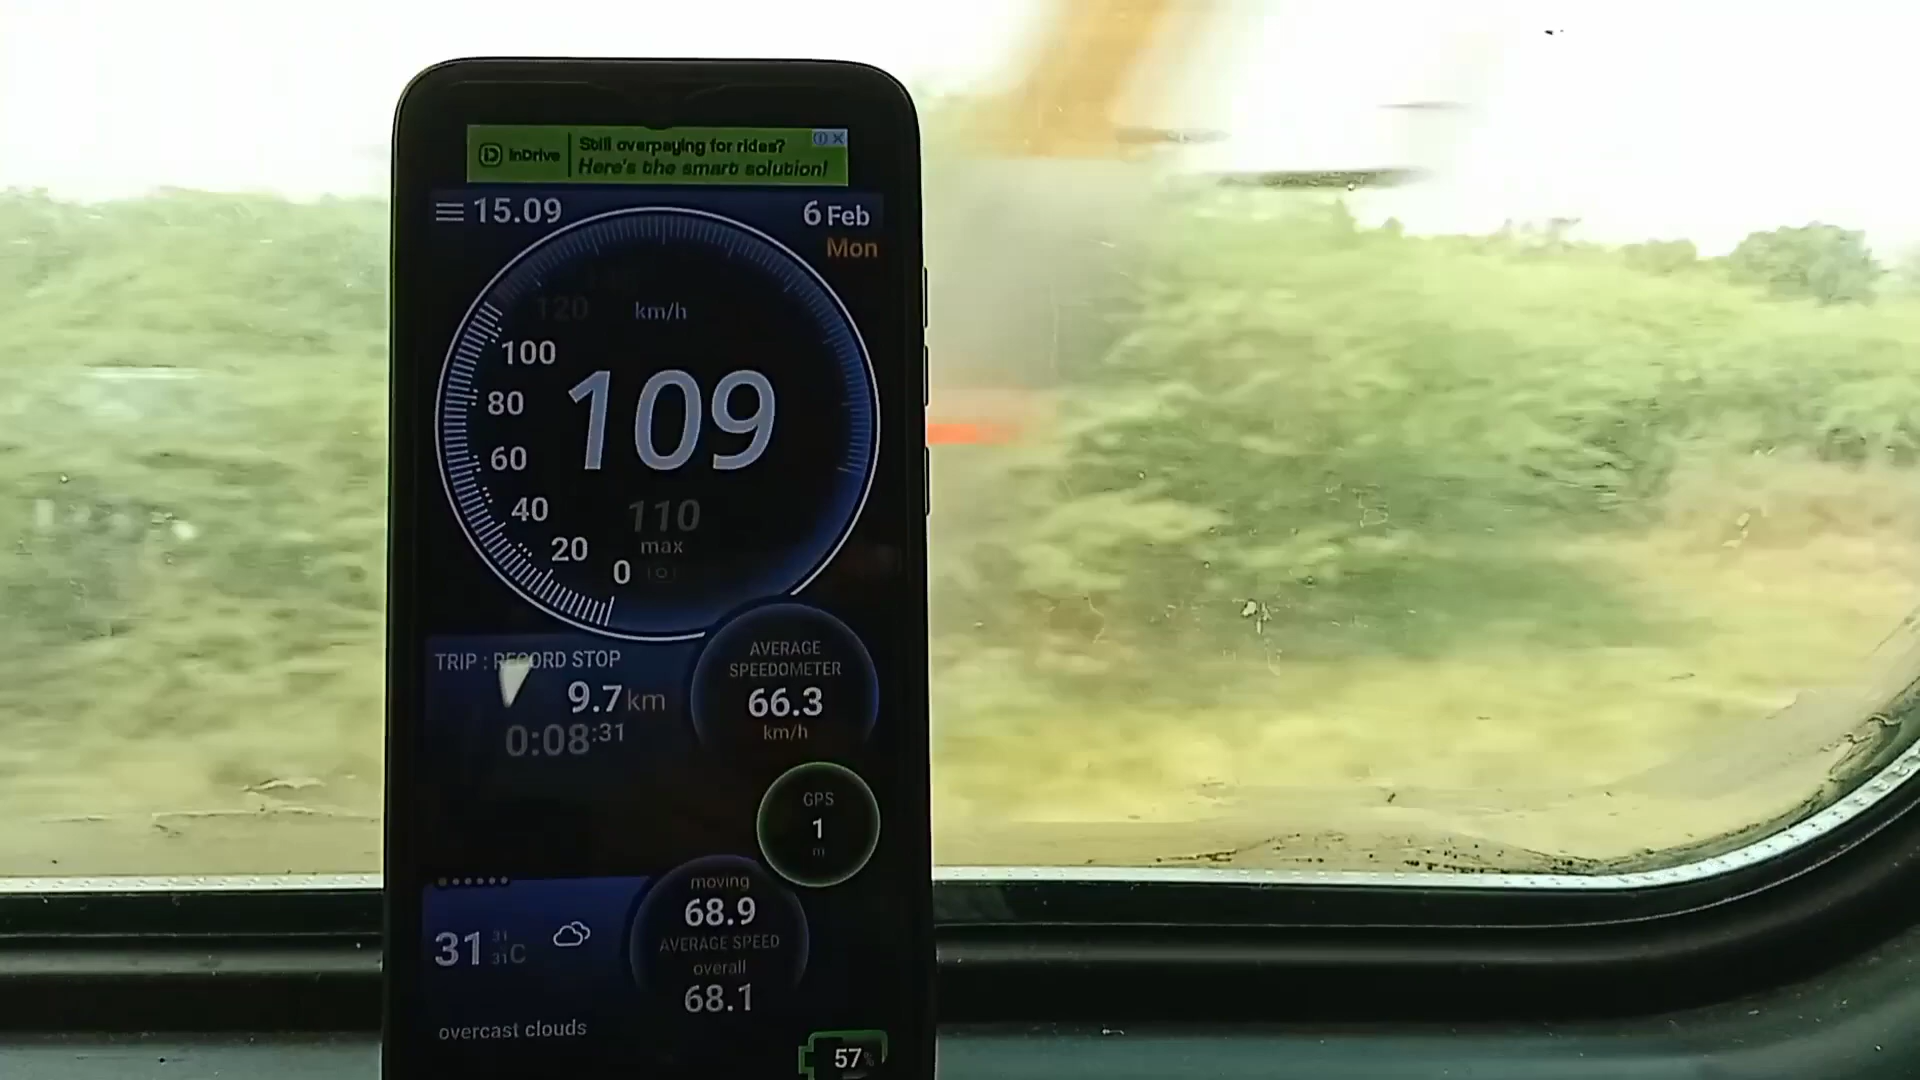 inDrive
Still overpaying for rides?
Here's the smart solution!
15.09
6 Feb
Mon
120
km/h
100
80
109
60
40
110
20
max
0
TRIP : RECORD STOP
9.7 km
0:08:31
AVERAGE
SPEEDOMETER
66.3
km/h
GPS
1
m
moving
68.9
AVERAGE SPEED
overall
68.1
31 31
31°C
overcast clouds
57%